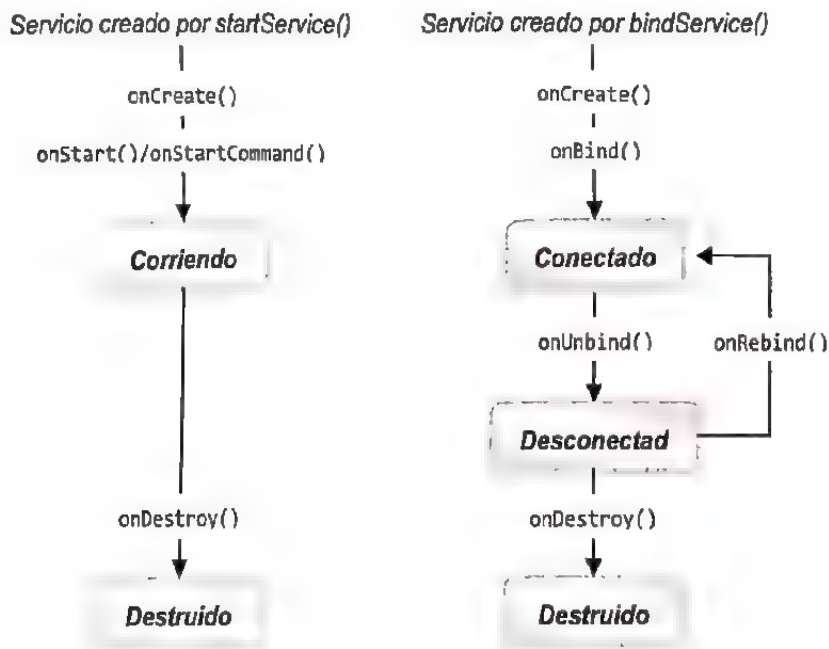 Servicio creado por startService()
onCreate()
onStart()/onStartCommand()
Corriendo
onDestroy()
Destruido
Servicio creado por bindService()
onCreate()
onBind()
Conectado
onUnbind()
onRebind()
Desconectad
onDestroy()
Destruido